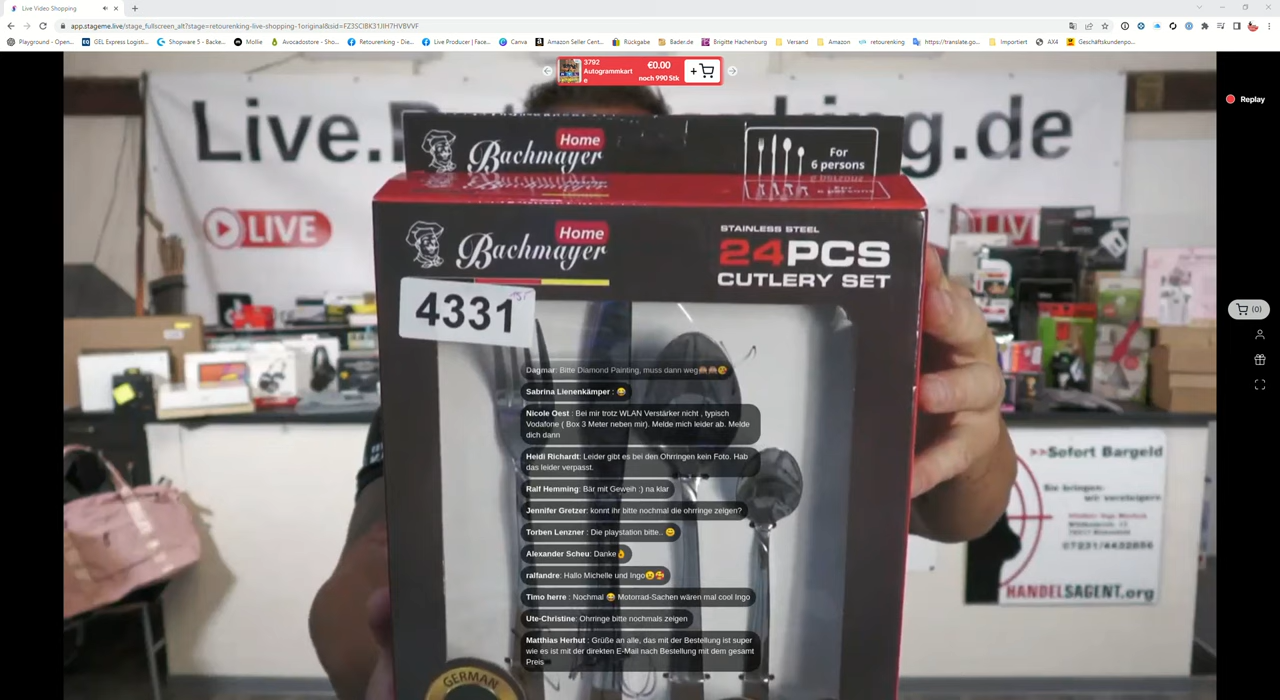 Live Video Shopping
app.stageme.live/stage_fullscreen_alt?stage=retourenking-live-shopping-1original&sid=FZ3SCIBK31JIH7HVBVVF
Playground - Open...
GEL Express Logisti...
Shopware 5 - Backe...
Mollie
Avocadostore - Sho...
Retourenking - Die...
Live Producer | Face...
Canva
Amazon Seller Cent...
Rückgabe
Bader.de
Brigitte Hachenburg
Versand
Amazon
retourenking
https://translate.go...
Importiert
AX4
Geschäftskundenpo...
3792
Autogrammkart
e
€0.00
noch 990 Stk
+
Replay
(0)
LIVE
Home
Bachmayer
For
6 persons
Home
Bachmayer
STAINLESS STEEL
24PCS
CUTLERY SET
4331
Dagmar: Bitte Diamond Painting, muss dann weg🙈🙈😘
Sabrina Lienenkämper : 😂
Nicole Oest : Bei mir trotz WLAN Verstärker nicht , typisch
Vodafone ( Box 3 Meter neben mir). Melde mich leider ab. Melde
dich dann
Heidi Richardt: Leider gibt es bei den Ohrringen kein Foto. Hab
das leider verpasst.
Ralf Hemming: Bär mit Geweih :) na klar
Jennifer Gretzer: konnt ihr bitte nochmal die ohrringe zeigen?
Torben Lenzner : Die playstation bitte.. 😊
Alexander Scheu: Danke👌
ralfandre: Hallo Michelle und Ingo😉🥰
Timo herre : Nochmal 😂 Motorrad-Sachen wären mal cool Ingo
Ute-Christine: Ohrringe bitte nochmals zeigen
Matthias Herhut : Grüße an alle, das mit der Bestellung ist super
wie es ist mit der direkten E-Mail nach Bestellung mit dem gesamt
Preis
GERMAN
>>Sofort Bargeld
Sie bringen:
wir versteigern
07231/4432856
HANDELSAGENT.org